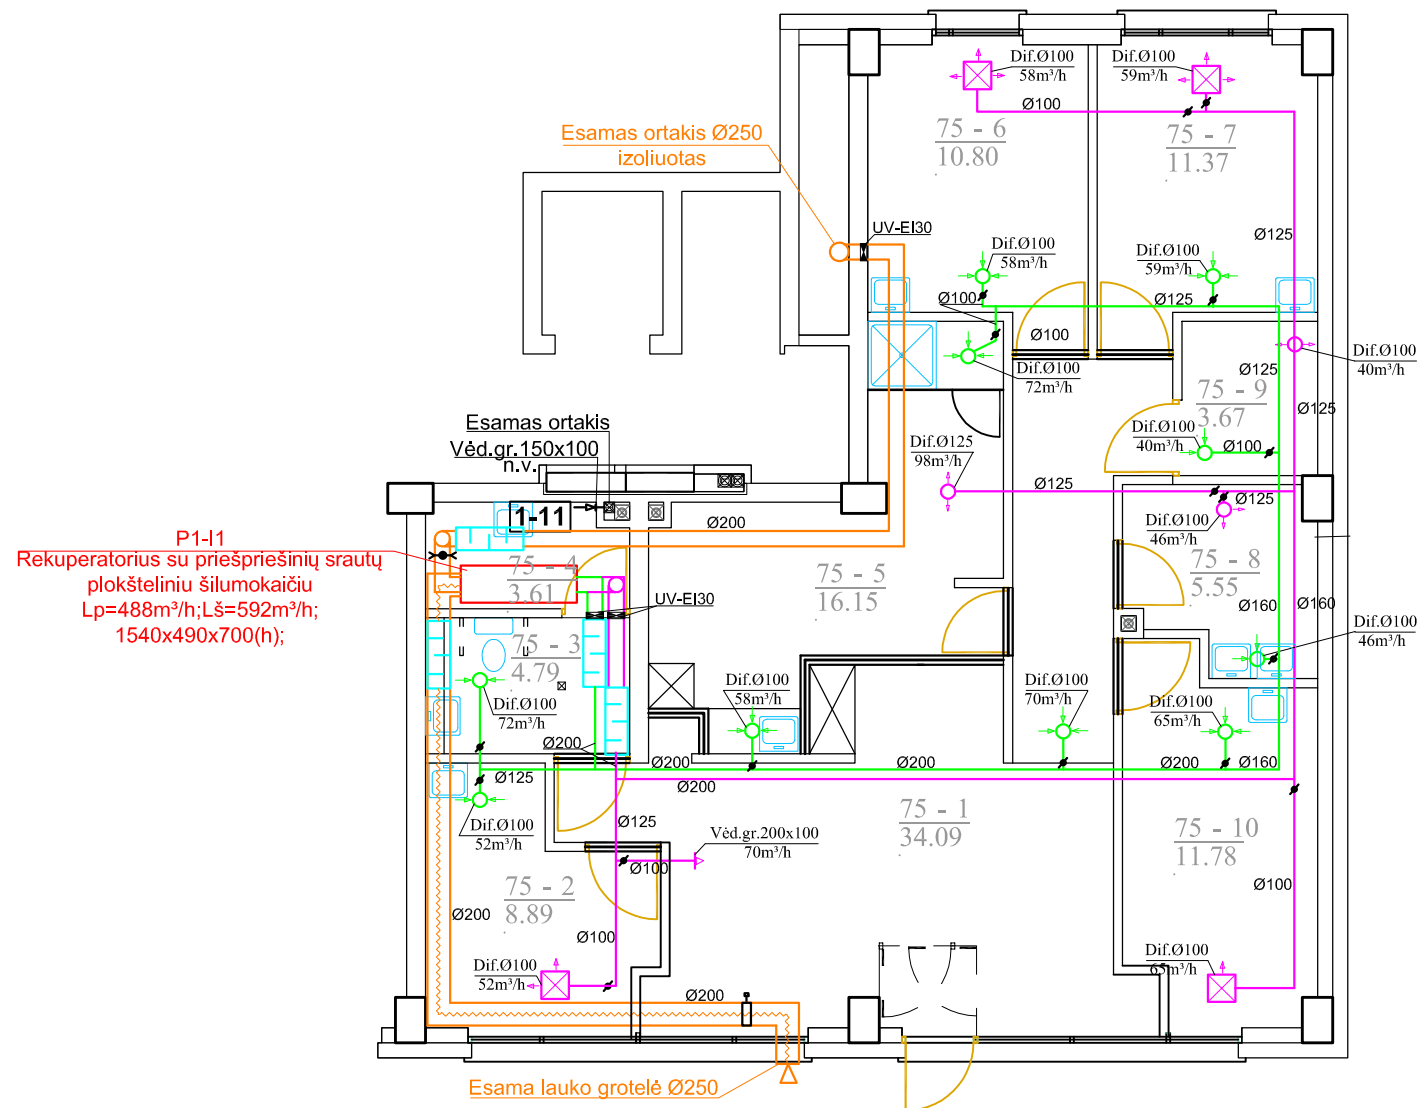 Dif.Ø100
58m³/h
Dif.Ø100
59m³/h
Ø100
75 - 6
10.80
75 - 7
11.37
Esamas ortakis Ø250
izoliuotas
UV-EI30
Ø125
Dif.Ø100
58m³/h
Dif.Ø100
59m³/h
Ø100
Ø125
Ø100
Dif.Ø100
72m³/h
Ø125
Dif.Ø100
40m³/h
75 - 9
3.67
Ø125
Esamas ortakis
Vėd.gr.150x100
n.v.
Dif.Ø125
98m³/h
Dif.Ø100
40m³/h
Ø100
Ø125
Ø125
1-11
Ø200
Dif.Ø100
46m³/h
P1-I1
Rekuperatorius su priešpriešinių srautų
plokšteliniu šilumokaičiu
Lp=488m³/h;Lš=592m³/h;
1540x490x700(h);
75 - 4
3.61
75 - 5
16.15
75 - 8
5.55
UV-EI30
Ø160
Ø160
Dif.Ø100
46m³/h
75 - 3
4.79
Dif.Ø100
72m³/h
Dif.Ø100
58m³/h
Dif.Ø100
70m³/h
Dif.Ø100
65m³/h
Ø200
Ø200
Ø200
Ø200
Ø160
Ø125
Ø200
Dif.Ø100
52m³/h
Ø125
Vėd.gr.200x100
70m³/h
75 - 1
34.09
75 - 10
11.78
Ø100
75 - 2
8.89
Ø100
Ø200
Ø100
Dif.Ø100
52m³/h
Dif.Ø100
65m³/h
Ø200
Esama lauko grotelė Ø250